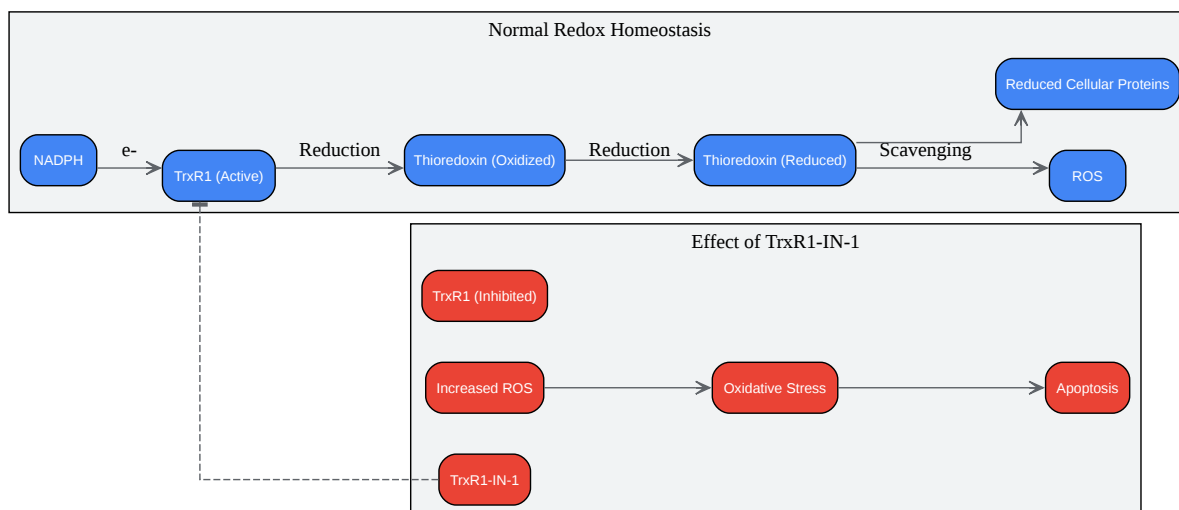 Normal Redox Homeostasis
Reduced Cellular Proteins
NADPH
e-
TrxR1 (Active)
Reduction
Thioredoxin (Oxidized)
Reduction
Thioredoxin (Reduced)
Scavenging
ROS
Effect of TrxR1-IN-1
TrxR1 (Inhibited)
Increased ROS
Oxidative Stress
Apoptosis
TrxR1-IN-1